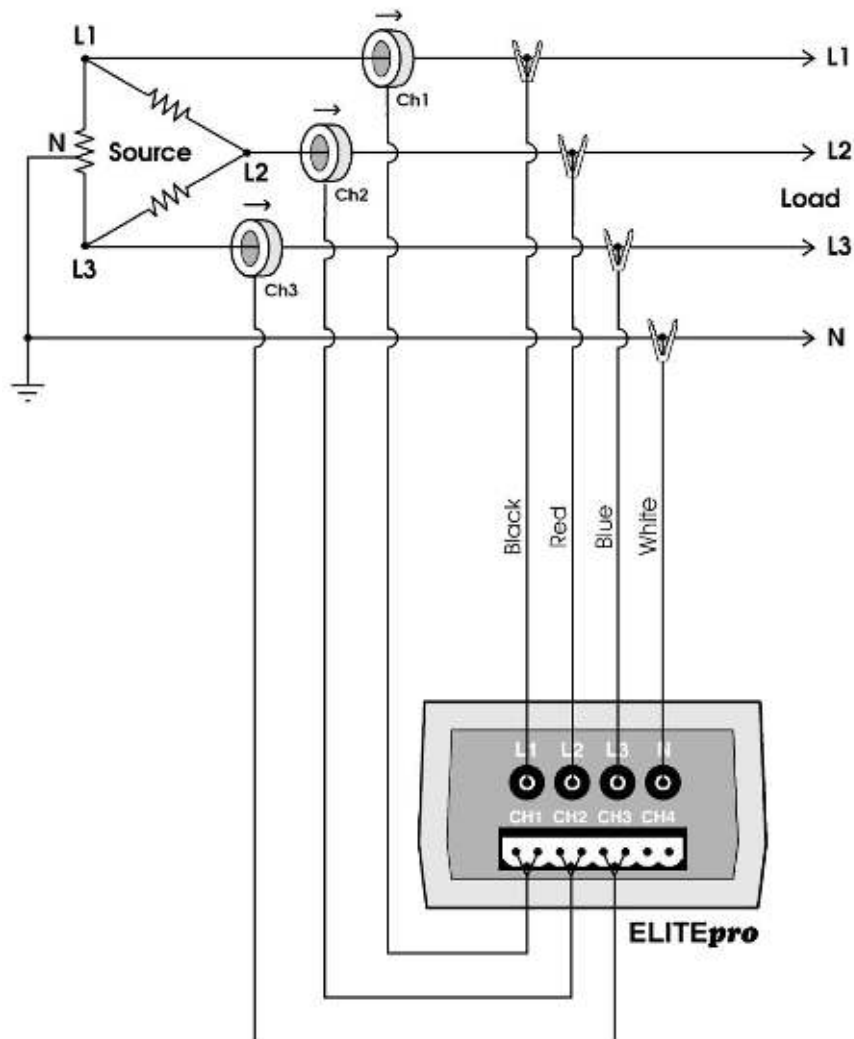 L1
Ch1
L1
N
Source
L2
Ch2
L2
Load
L3
Ch3
L3
N
Black
Red
Blue
White
L1 L2 L3 N
CH1 CH2 CH3 CH4
ELITEpro